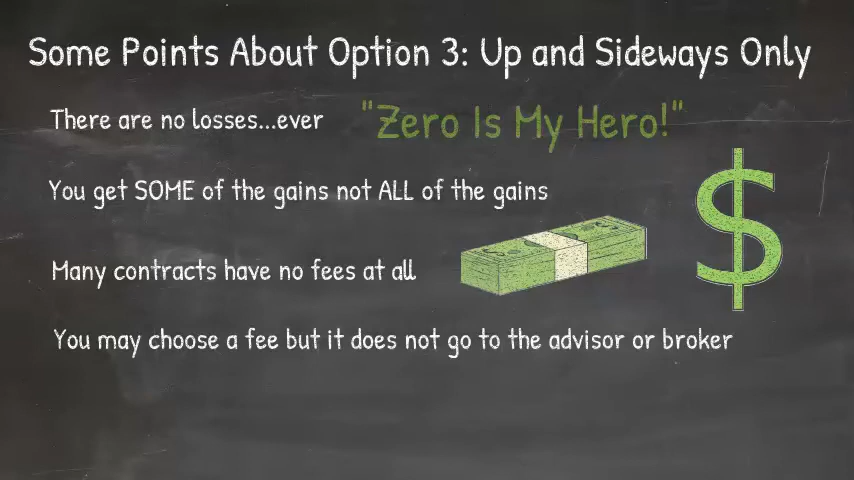 Some Points About Option 3: Up and Sideways Only
There are no losses...ever
"Zero Is My Hero!"
You get SOME of the gains not ALL of the gains
Many contracts have no fees at all
You may choose a fee but it does not go to the advisor or broker
$